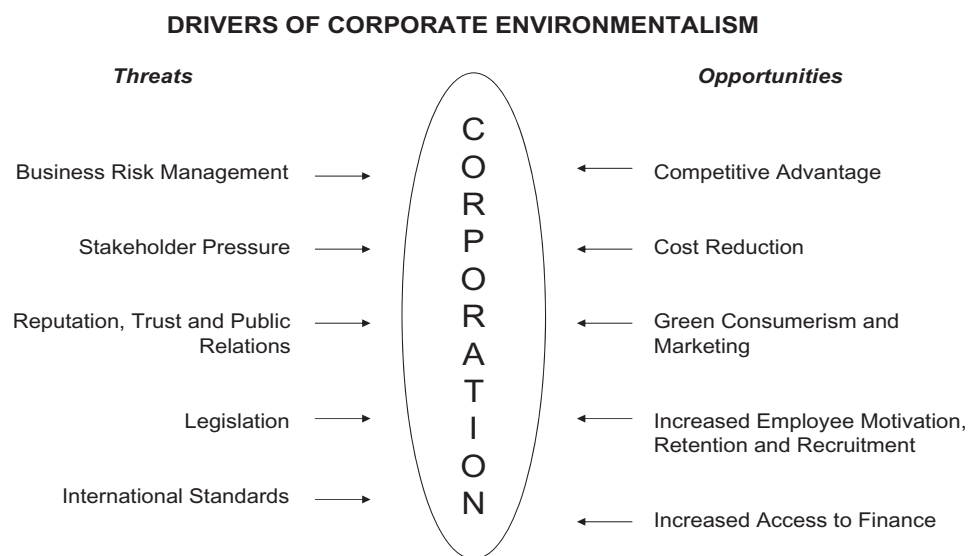 DRIVERS OF CORPORATE ENVIRONMENTALISM
Threats
Business Risk Management
Stakeholder Pressure
Reputation, Trust and Public
Relations
Legislation
International Standards
CORPORATION
Opportunities
Competitive Advantage
Cost Reduction
Green Consumerism and
Marketing
Increased Employee Motivation,
Retention and Recruitment
Increased Access to Finance